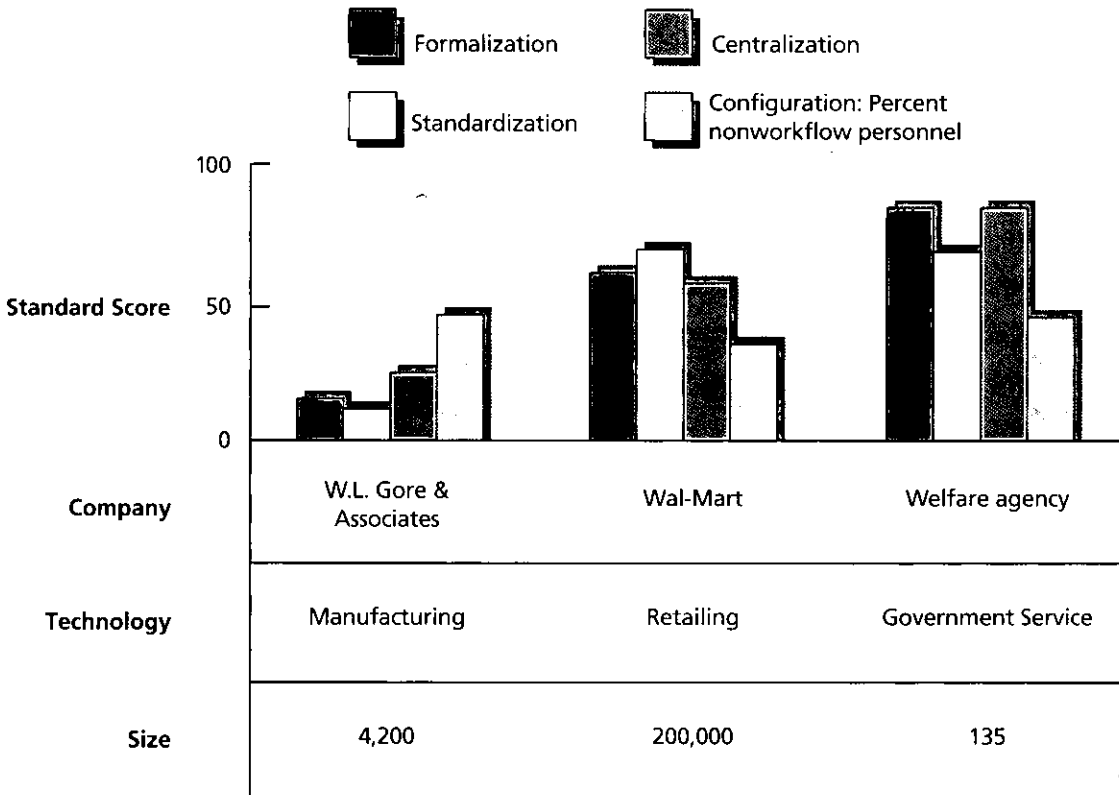 Formalization
Centralization
Standardization
Configuration: Percent
nonworkflow personnel
100
Standard Score
50
0
Company
W.L. Gore &
Associates
Wal-Mart
Welfare agency
Technology
Manufacturing
Retailing
Government Service
Size
4,200
200,000
135